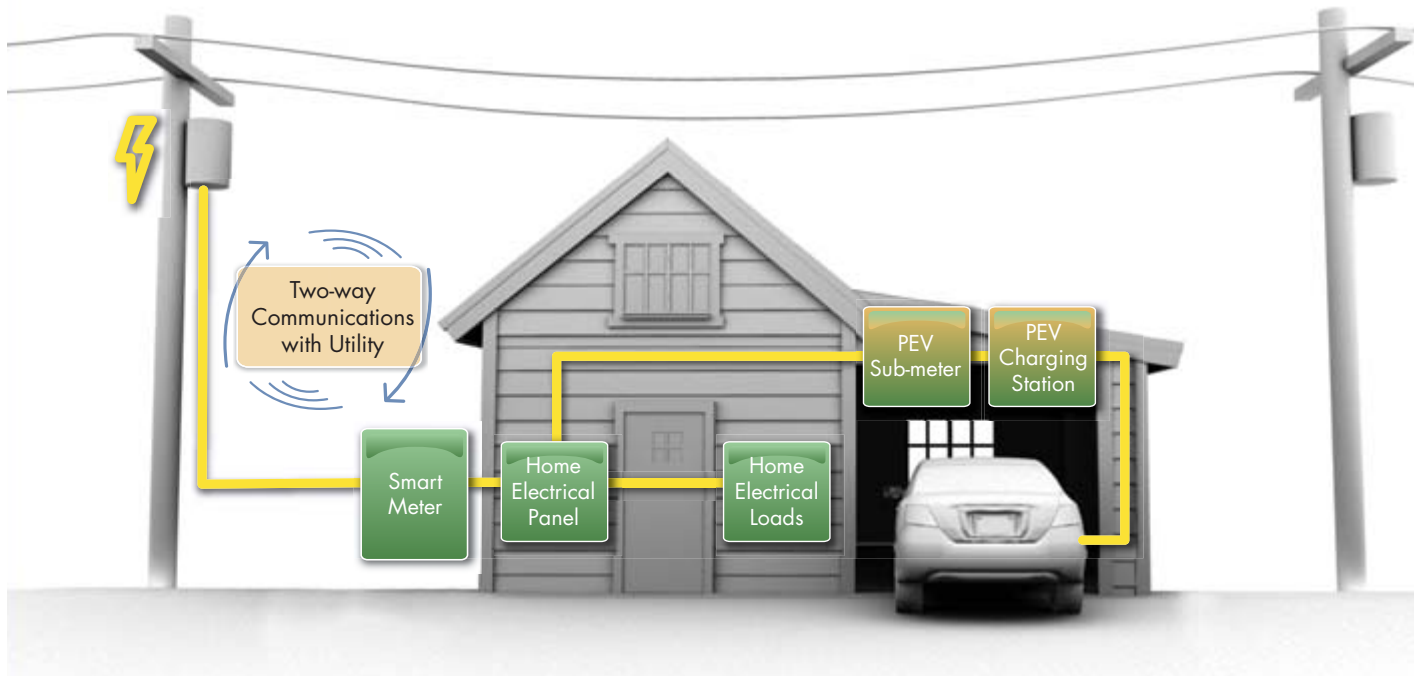 Two-way
Communications
with Utility
PEV
Sub-meter
PEV
Charging
Station
Smart
Meter
Home
Electrical
Panel
Home
Electrical
Loads